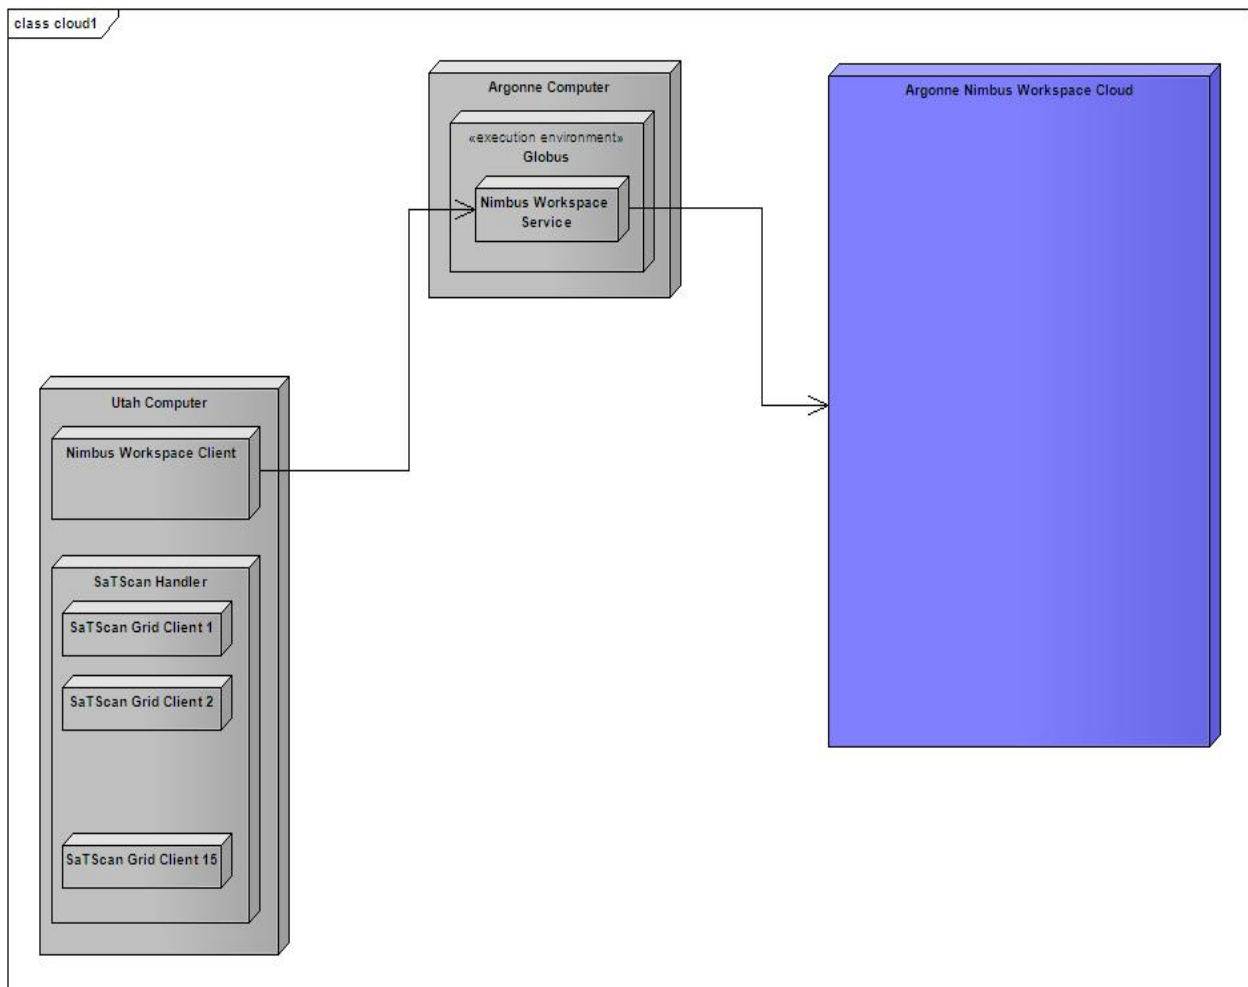 class cloud1
Argonne Computer
«execution environment»
Globus
Nimbus Workspace
Service
Argonne Nimbus Workspace Cloud
Utah Computer
Nimbus Workspace Client
SaTScan Handler
SaTScan Grid Client 1
SaTScan Grid Client 2
SaTScan Grid Client 15